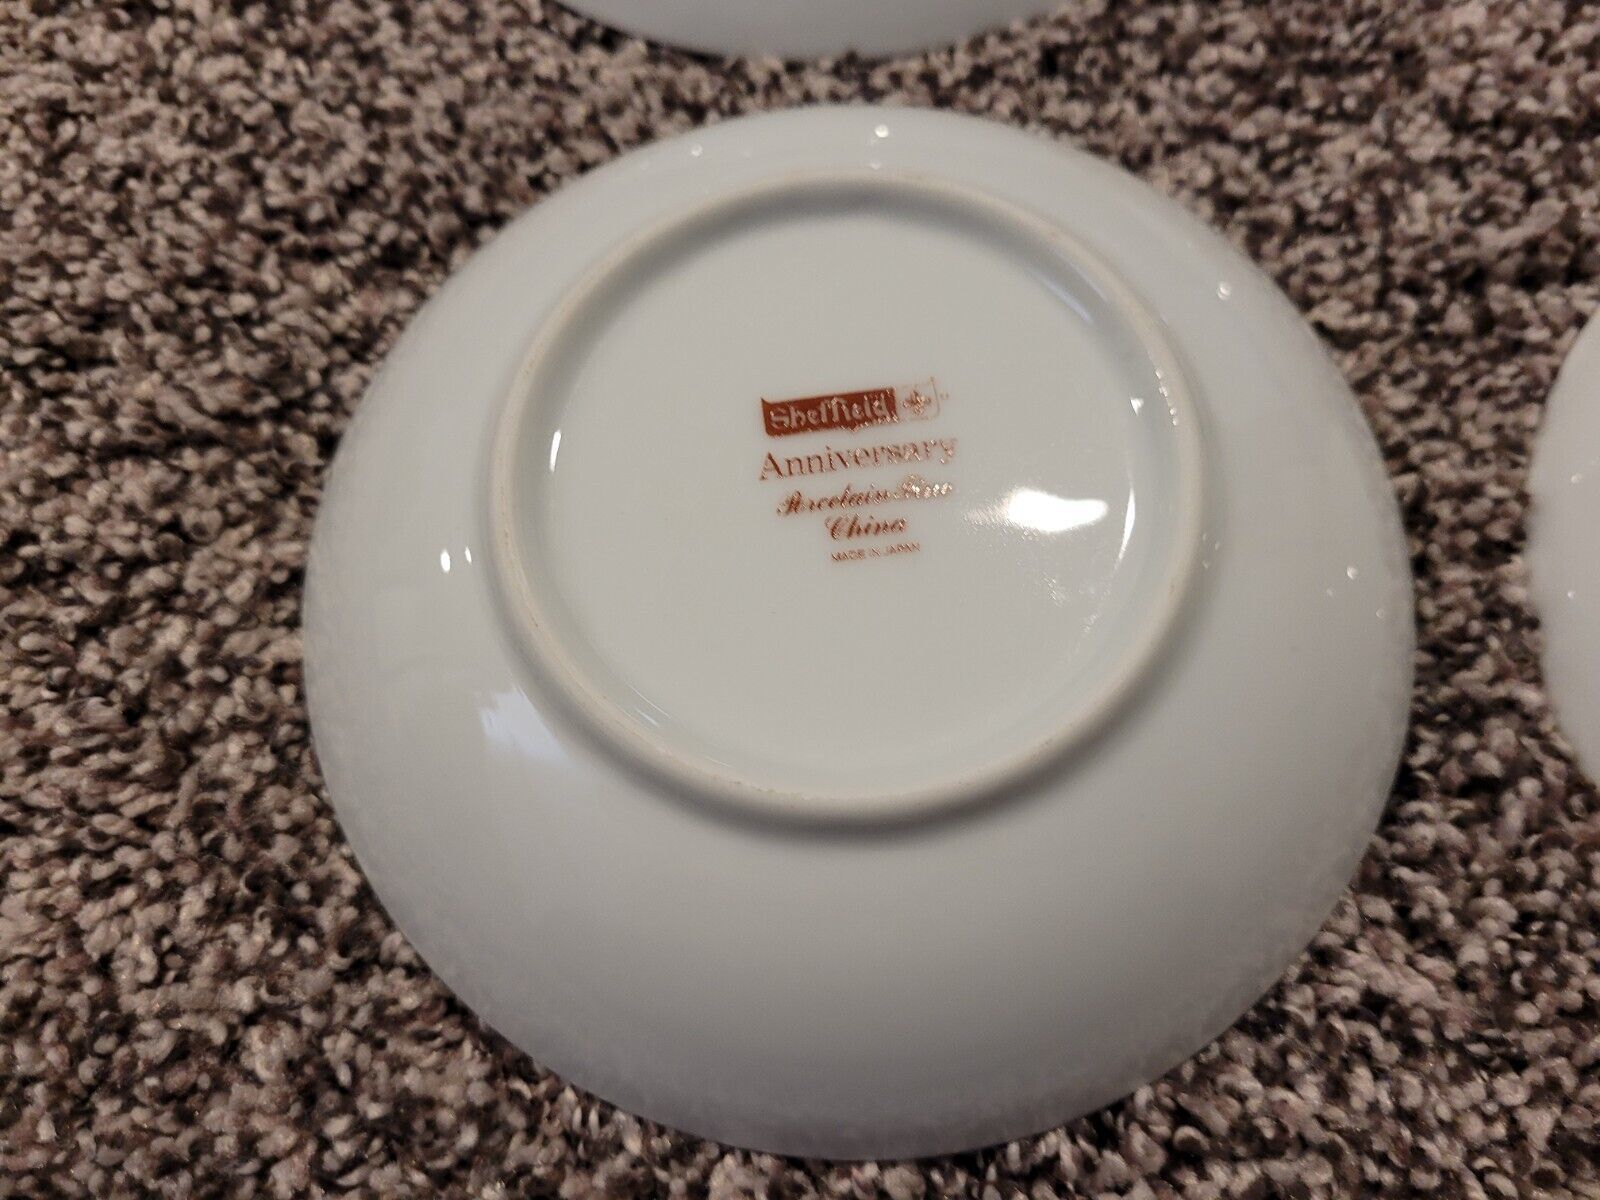 Sheffield
Anniversary
Porcelain Fine
China
MADE IN JAPAN